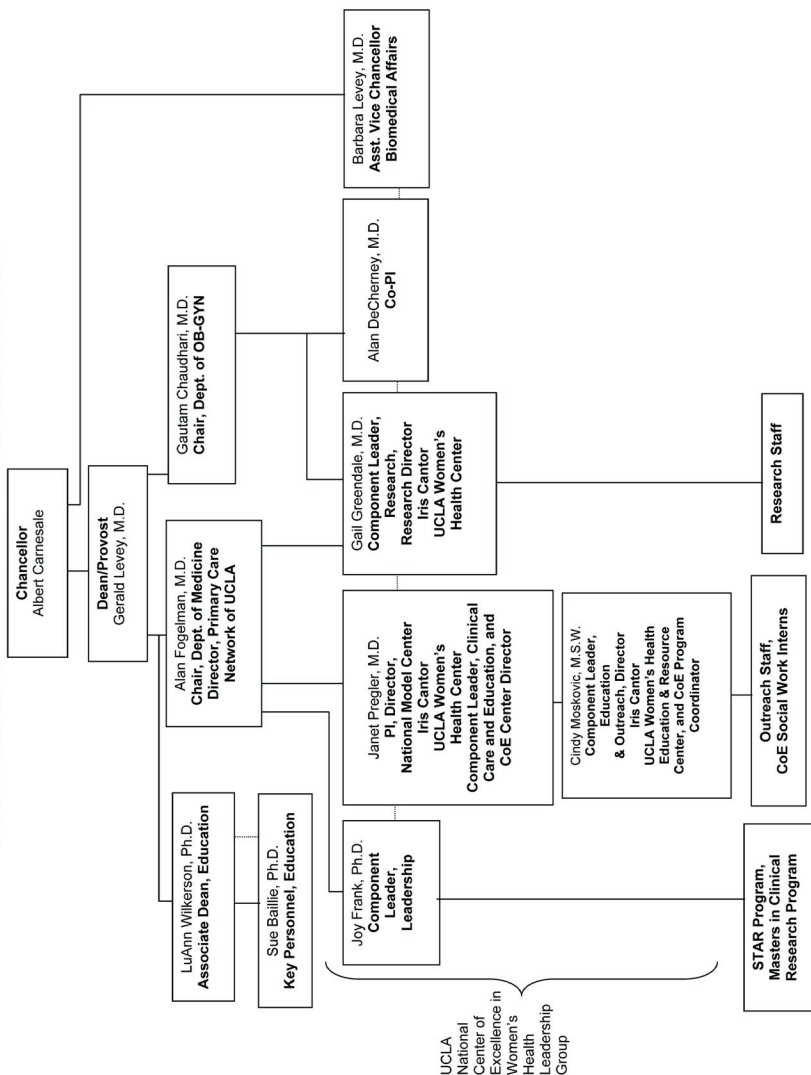 Chancellor
Albert Carnesale
Dean/Provost
Gerald Levey, M.D.
LuAnn Wilkerson, Ph.D.
Associate Dean, Education
Sue Baillie, Ph.D.
Key Personnel, Education
Alan Fogelman, M.D.
Chair, Dept. of Medicine
Director, Primary Care
Network of UCLA
Gautam Chaudhari, M.D.
Chair, Dept. of OB-GYN
UCLA
National
Center of
Excellence in
Women's
Health
Leadership
Group
Joy Frank, Ph.D.
Component
Leader,
Leadership
Janet Pregler, M.D.
PI, Director,
National Model Center
Iris Cantor
UCLA Women's
Health Center
Component Leader, Clinical
Care and Education, and
CoE Center Director
Gail Greendale, M.D.
Component Leader,
Research,
Research Director
Iris Cantor
UCLA Women's
Health Center
Alan DeCherney, M.D.
Co-PI
Barbara Levey, M.D.
Asst. Vice Chancellor
Biomedical Affairs
Cindy Moskovic, M.S.W.
Component Leader,
Education
& Outreach, Director
Iris Cantor
UCLA Women's Health
Education & Resource
Center, and CoE Program
Coordinator
STAR Program,
Masters in Clinical
Research Program
Outreach Staff,
CoE Social Work Interns
Research Staff